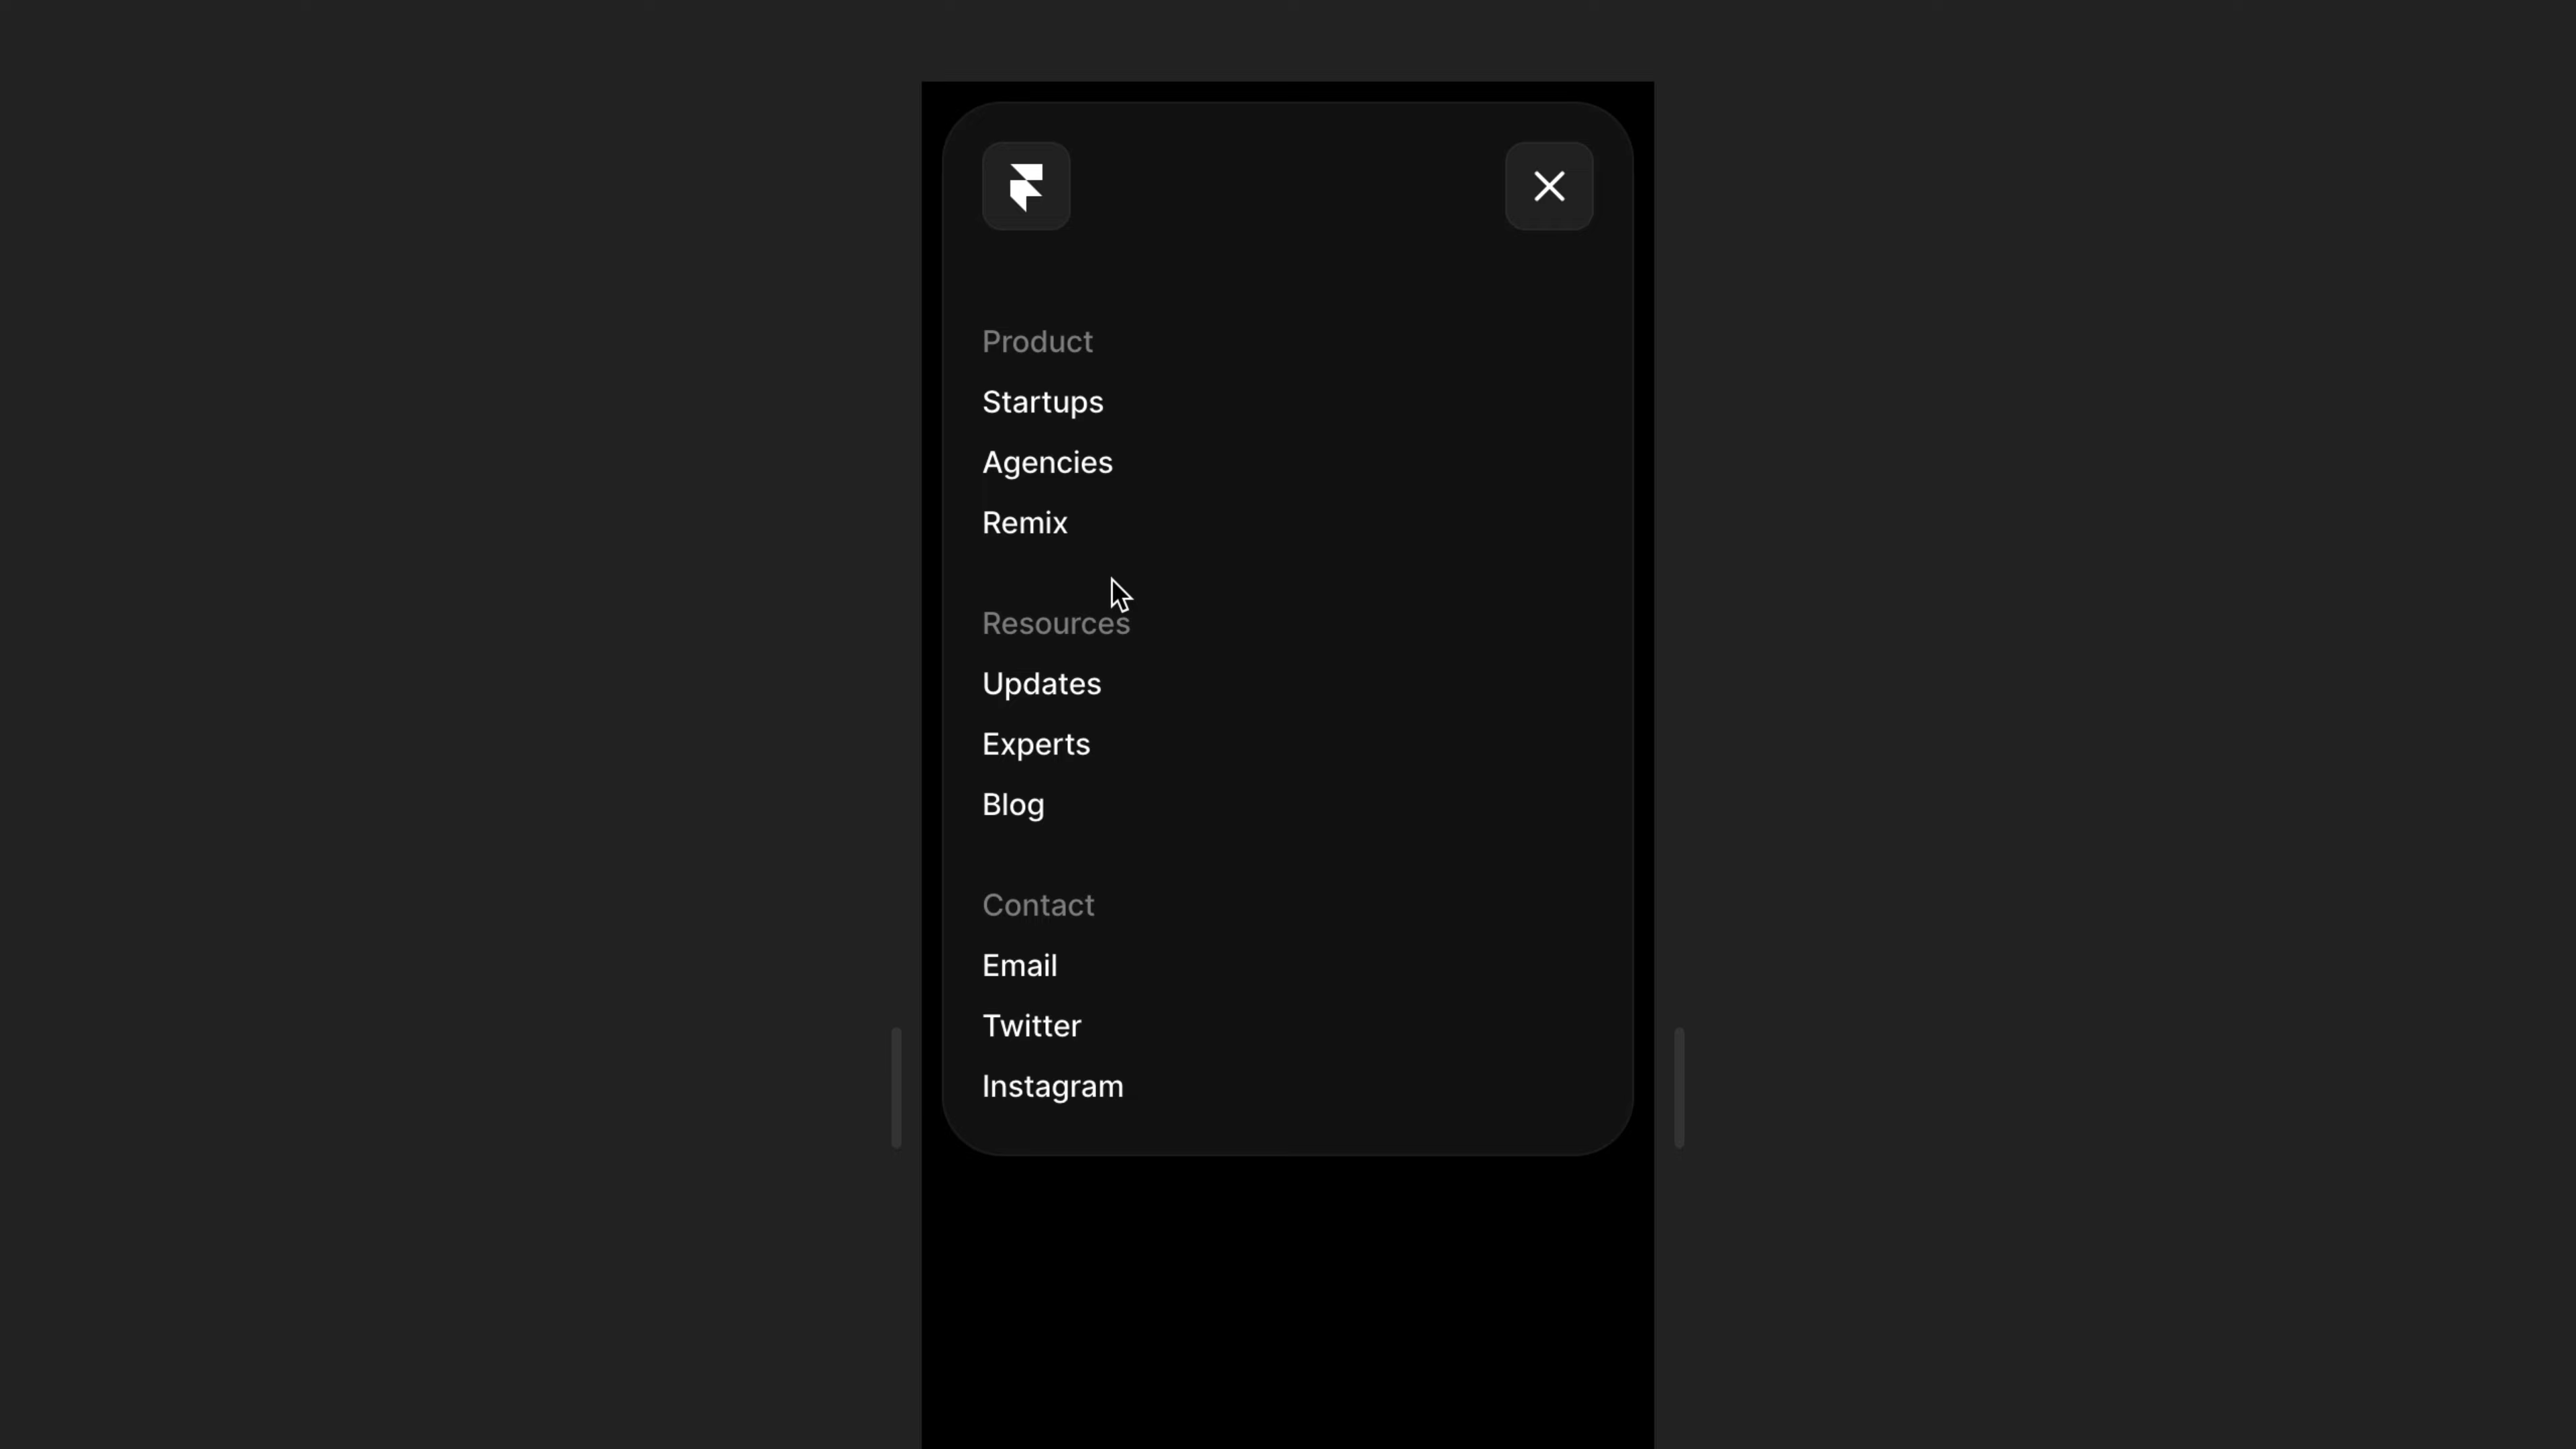 Product
Startups
Agencies
Remix
Resources
Updates
Experts
Blog
Contact
Email
Twitter
Instagram